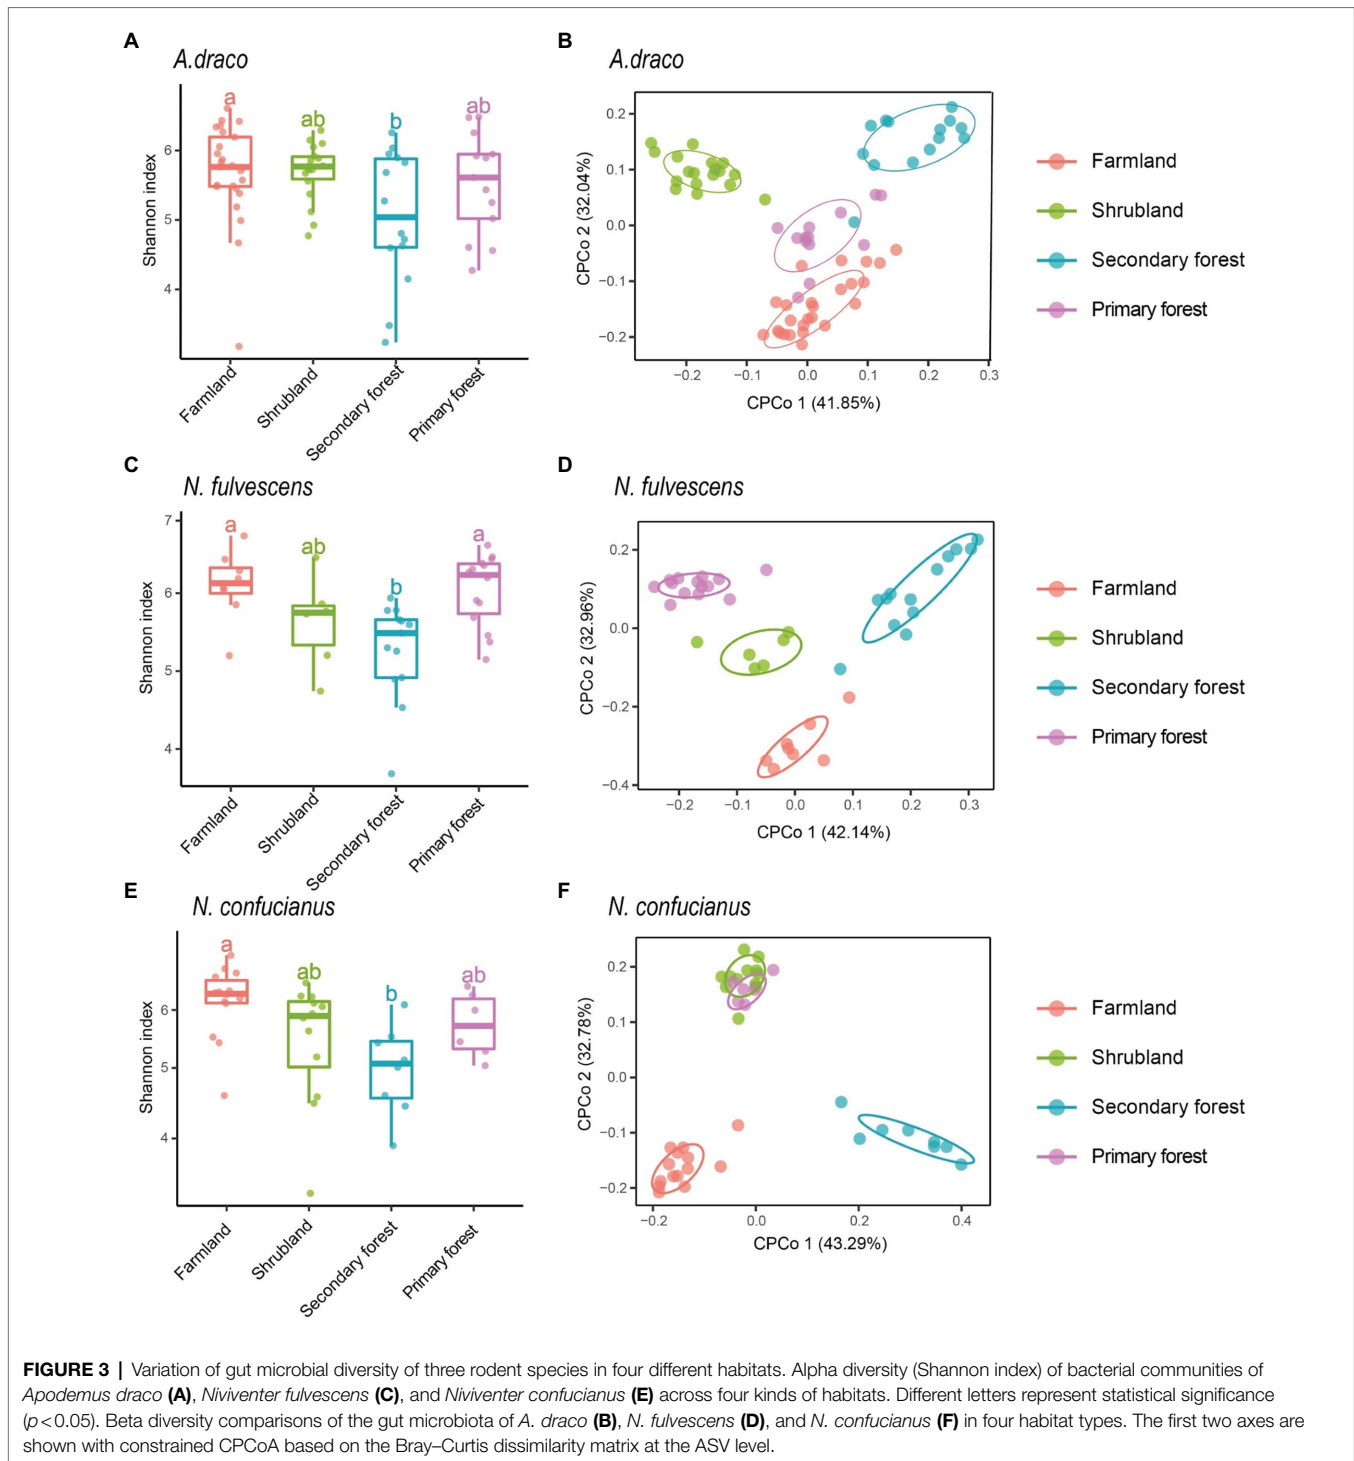 A
A.draco
Shannon index
6
5
4
a
ab
b
ab
Farmland
Shrubland
Secondary forest
Primary forest
B
A.draco
CPCo 2 (32.04%)
0.2
0.1
0.0
−0.1
−0.2
−0.2
−0.1
0.0
0.1
0.2
0.3
CPCo 1 (41.85%)
Farmland
Shrubland
Secondary forest
Primary forest
C
N. fulvescens
Shannon index
7
6
5
4
a
ab
b
a
Farmland
Shrubland
Secondary forest
Primary forest
D
N. fulvescens
CPCo 2 (32.96%)
0.2
0.0
−0.2
−0.4
−0.2
−0.1
0.0
0.1
0.2
0.3
CPCo 1 (42.14%)
Farmland
Shrubland
Secondary forest
Primary forest
E
N. confucianus
Shannon index
6
5
4
a
ab
b
ab
Farmland
Shrubland
Secondary forest
Primary forest
F
N. confucianus
CPCo 2 (32.78%)
0.2
0.1
0.0
−0.1
−0.2
−0.2
0.0
0.2
0.4
CPCo 1 (43.29%)
Farmland
Shrubland
Secondary forest
Primary forest
FIGURE 3 | Variation of gut microbial diversity of three rodent species in four different habitats. Alpha diversity (Shannon index) of bacterial communities of
Apodemus draco (A), Niviventer fulvescens (C), and Niviventer confucianus (E) across four kinds of habitats. Different letters represent statistical significance
(p<0.05). Beta diversity comparisons of the gut microbiota of A. draco (B), N. fulvescens (D), and N. confucianus (F) in four habitat types. The first two axes are
shown with constrained CPCoA based on the Bray–Curtis dissimilarity matrix at the ASV level.